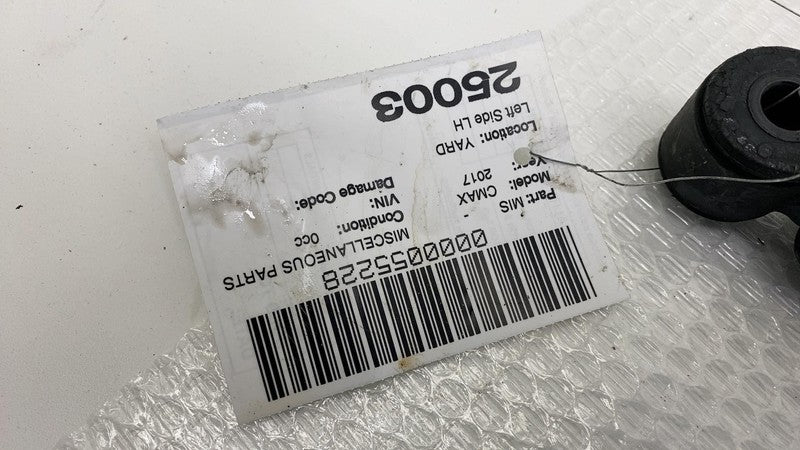 0000055228
MISCELLANEOUS PARTS
Part: MIS -
Condition: 0cc
Model: CMAX
VIN:
Year: 2017
Damage Code:
Location: YARD
Left Side LH
25003